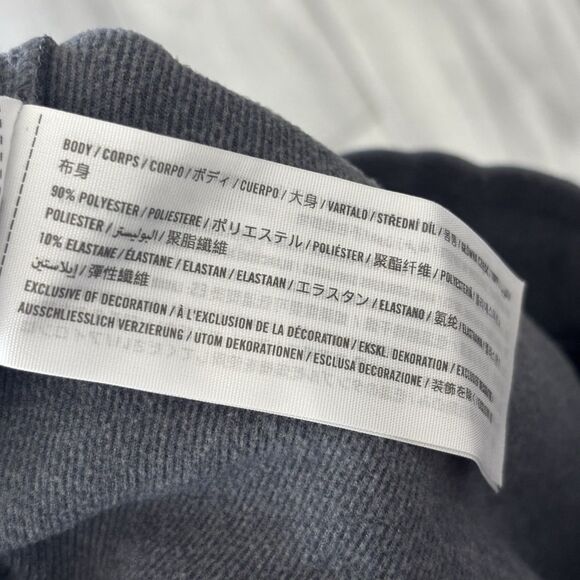 BODY / CORPS / CORPO / ボディ / CUERPO / 大身 / VARTALO / STŘEDNÍ DÍL /
布身
90% POLYESTER / POLIESTERE / ポリエステル / POLIÉSTER / 聚酯纤维 /
POLIESTER / البوليستر / 聚脂纖維
10% ELASTANE / ÉLASTANE / ELASTAN / ELASTAAN / エラスタン / ELASTANO / 氨纶 /
إيلاستين / 彈性纖維
EXCLUSIVE OF DECORATION / À L'EXCLUSION DE LA DÉCORATION / EKSKL. DEKORATION /
AUSSCHLIESSLICH VERZIERUNG / UTOM DEKORATIONEN / ESCLUSA DECORAZIONE / 装飾を除く